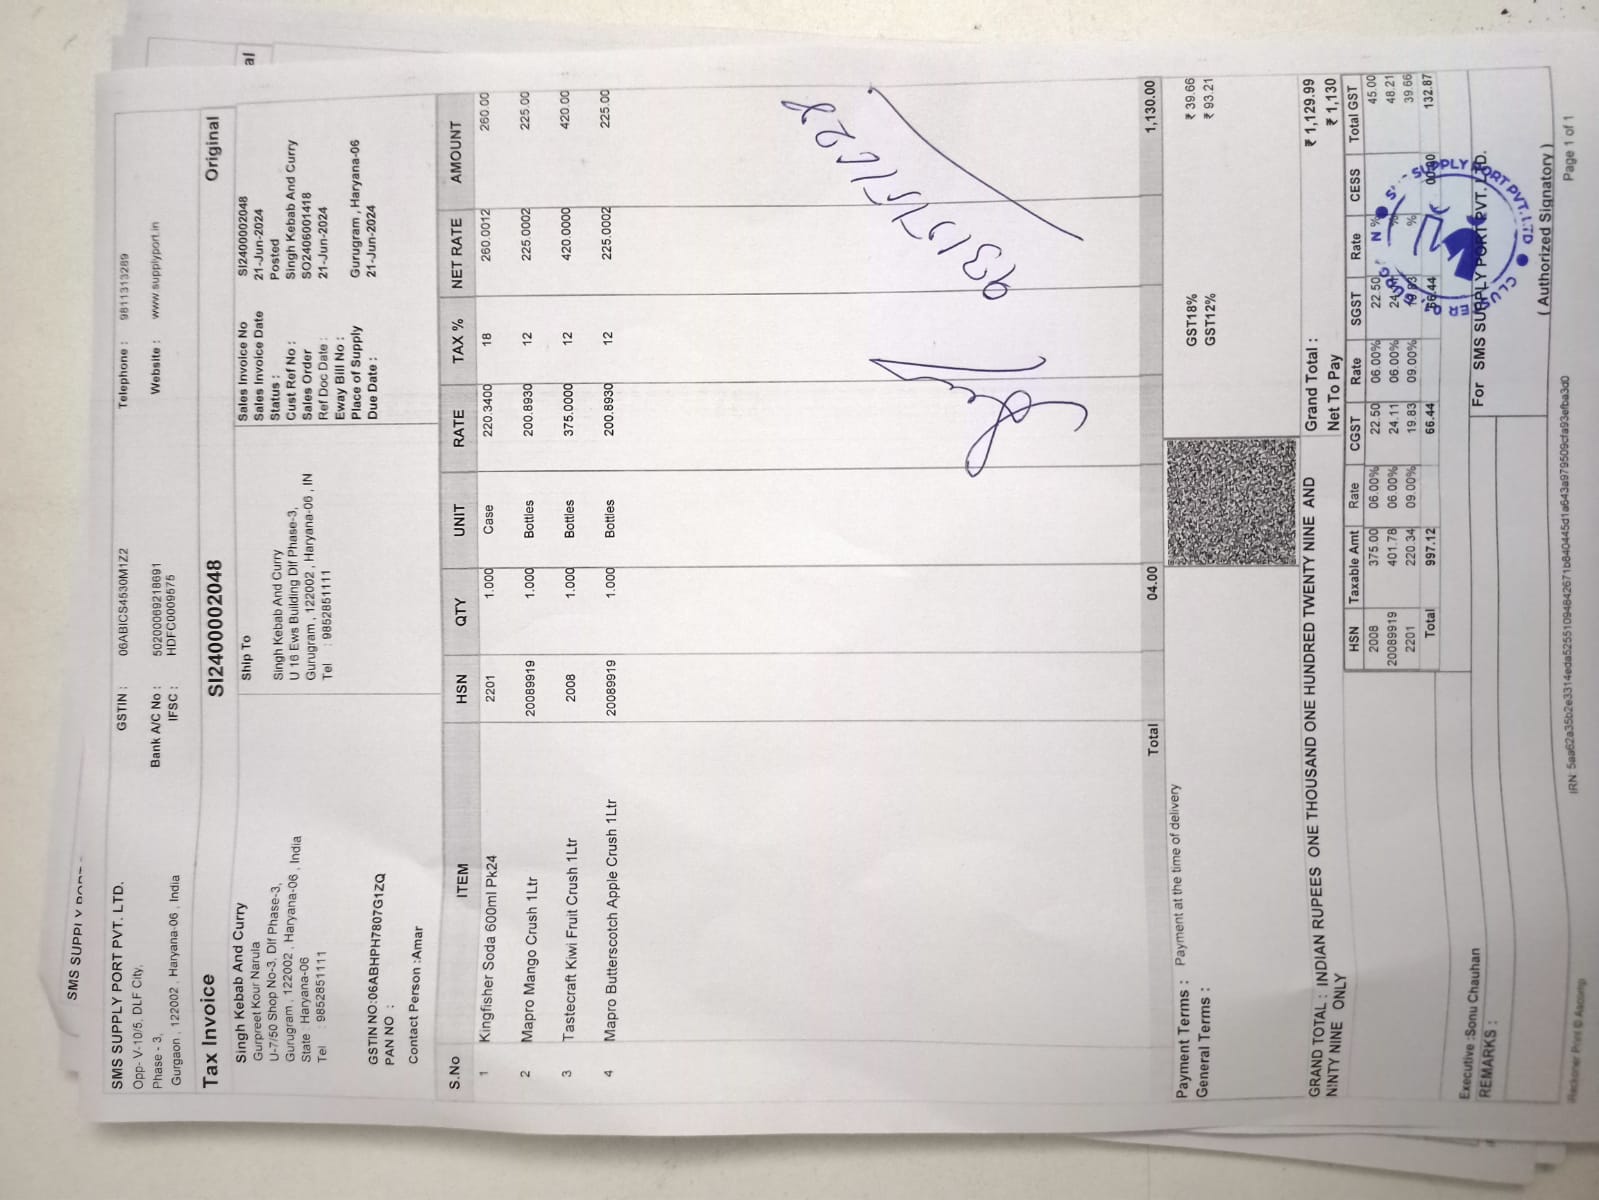 SMS SUPPLY PORT
al
SMS SUPPLY PORT PVT. LTD.
Opp- V-10/5, DLF City,
Phase - 3,
Gurgaon , 122002 , Haryana-06 , India
GSTIN : 06ABICS4530M1Z2
Bank A/C No : 50200069218691
IFSC : HDFC0009575
Telephone : 9811313289
Website : www.supplyport.in
Tax Invoice SI2400002048 Original
Singh Kebab And Curry
Gurpreet Kour Narula
U-7/50 Shop No-3, Dlf Phase-3,
Gurugram , 122002 , Haryana-06 , India
State : Haryana-06
Tel : 9852851111
GSTIN NO:06ABHPH7807G1ZQ
PAN NO :
Contact Person :Amar
Ship To
Singh Kebab And Curry
U 16 Ews Building Dlf Phase-3,
Gurugram , 122002 , Haryana-06 , IN
Tel : 9852851111
Sales Invoice No SI2400002048
Sales Invoice Date 21-Jun-2024
Status : Posted
Cust Ref No : Singh Kebab And Curry
Sales Order SO2406001418
Ref Doc Date : 21-Jun-2024
Eway Bill No :
Place of Supply Gurugram , Haryana-06
Due Date : 21-Jun-2024
S.No ITEM HSN QTY UNIT RATE TAX % NET RATE AMOUNT
1 Kingfisher Soda 600ml Pk24 2201 1.000 Case 220.3400 18 260.0012 260.00
2 Mapro Mango Crush 1Ltr 20089919 1.000 Bottles 200.8930 12 225.0002 225.00
3 Tastecraft Kiwi Fruit Crush 1Ltr 2008 1.000 Bottles 375.0000 12 420.0000 420.00
4 Mapro Butterscotch Apple Crush 1Ltr 20089919 1.000 Bottles 200.8930 12 225.0002 225.00
Total 04.00 1,130.00
Payment Terms : Payment at the time of delivery
General Terms :
GST18% ₹ 39.66
GST12% ₹ 93.21
GRAND TOTAL : INDIAN RUPEES ONE THOUSAND ONE HUNDRED TWENTY NINE AND
NINTY NINE ONLY
Grand Total : ₹ 1,129.99
Net To Pay ₹ 1,130
HSN Taxable Amt Rate CGST Rate SGST Rate CESS Total GST
2008 375.00 06.00% 22.50 06.00% 22.50 % 45.00
20089919 401.78 06.00% 24.11 06.00% 48.21
2201 220.34 09.00% 19.83 09.00% 19.83 % 39.66
Total 997.12 66.44 66.44 00.00 132.87
Executive :Sonu Chauhan
REMARKS :
For SMS SUPPLY PORT PVT. LTD.
( Authorized Signatory )
Page 1 of 1